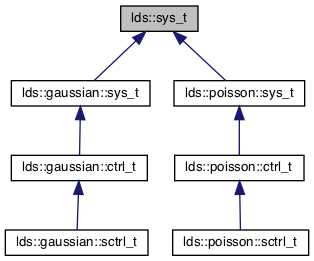 lds::sys_t
lds::gaussian::sys_t
lds::poisson::sys_t
lds::gaussian::ctrl_t
lds::poisson::ctrl_t
lds::gaussian::sctrl_t
lds::poisson::sctrl_t